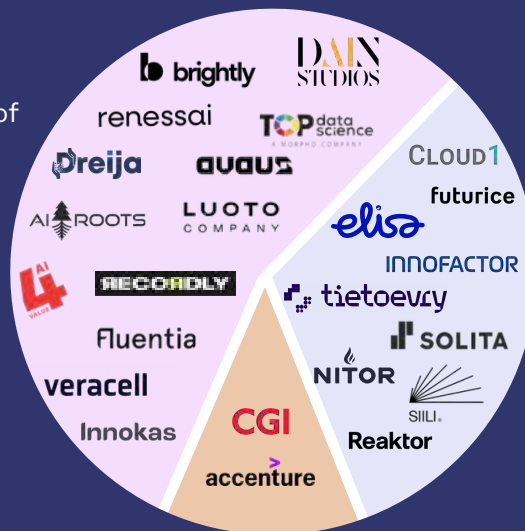 of
b brightly
DAIN
STUDIOS
renessai
TOP data
science
A MORPHO COMPANY
Dreija
avaus
AI ROOTS
LUOTO
COMPANY
AI
4
VALUE
RECORDLY
Fluentia
veracell
Innokas
CLOUD1
futurice
elisa
INNOFACTOR
tietoevry
SOLITA
NITOR
SIILI®
Reaktor
CGI
accenture